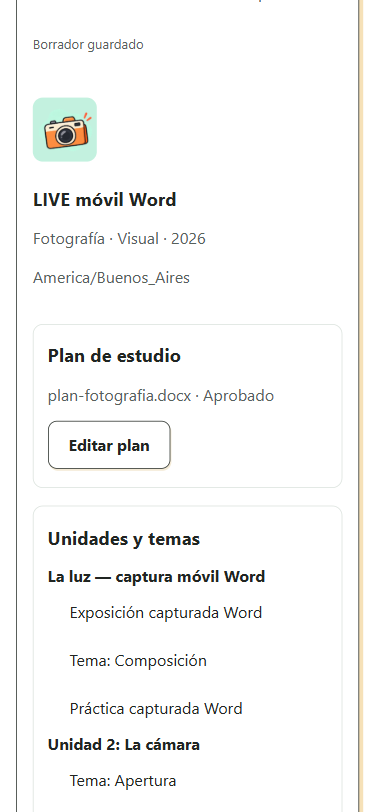 Borrador guardado
LIVE móvil Word
Fotografía · Visual · 2026
America/Buenos_Aires
Plan de estudio
plan-fotografia.docx · Aprobado
Editar plan
Unidades y temas
La luz — captura móvil Word
Exposición capturada Word
Tema: Composición
Práctica capturada Word
Unidad 2: La cámara
Tema: Apertura